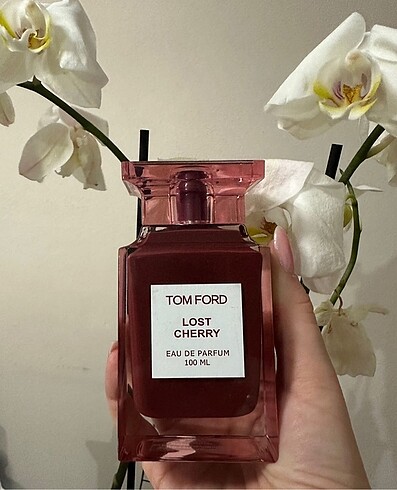 TOM FORD
LOST
CHERRY
EAU DE PARFUM
100 ML